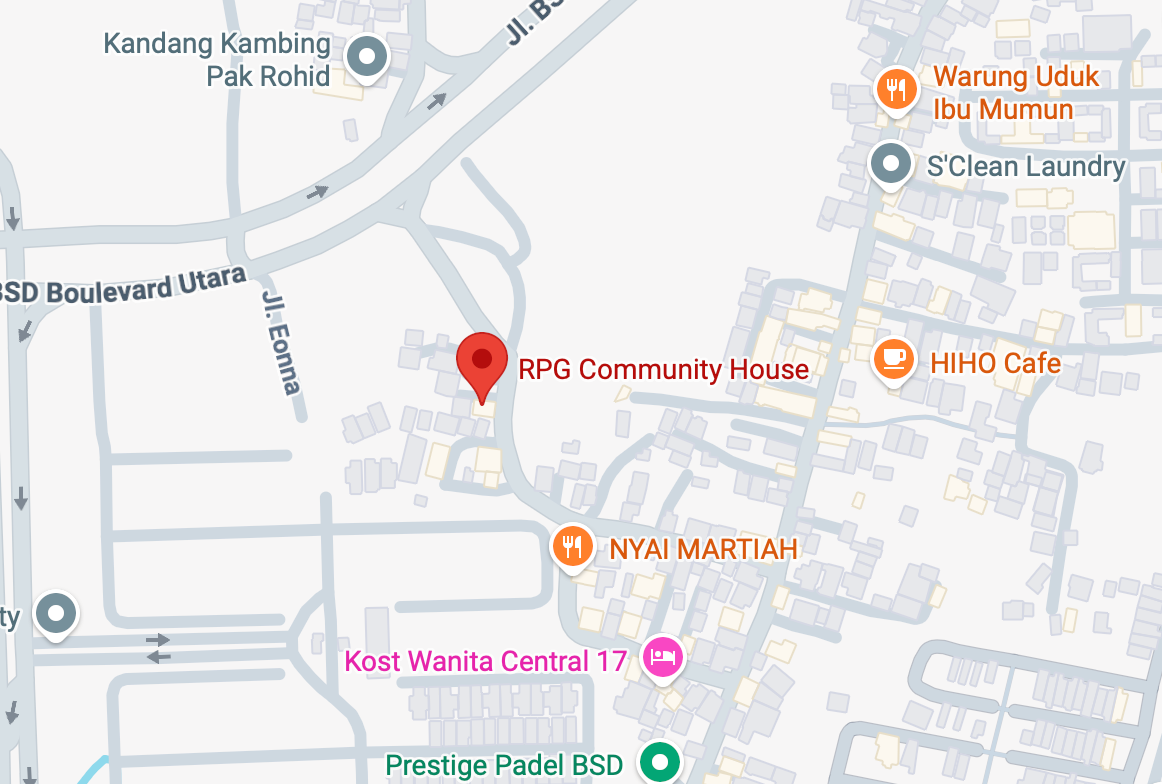 Jl. BS
Kandang Kambing
Pak Rohid
Warung Uduk
Ibu Mumun
S'Clean Laundry
BSD Boulevard Utara
Jl. Eonna
RPG Community House
HIHO Cafe
NYAI MARTIAH
ty
Kost Wanita Central 17
Prestige Padel BSD